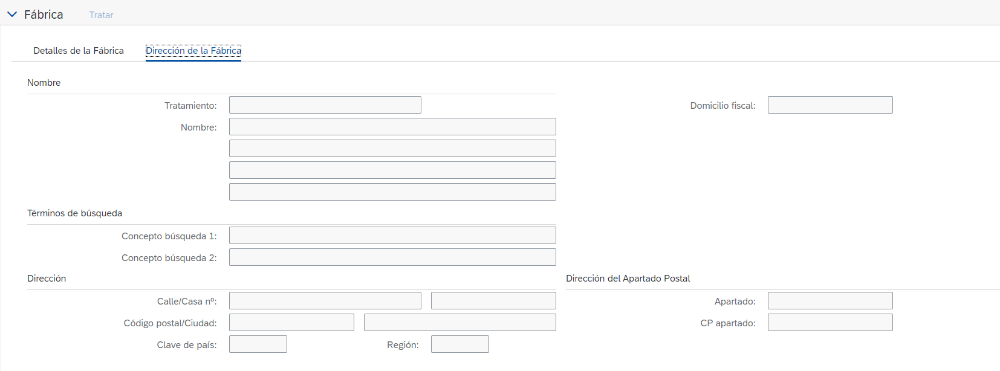 Fábrica Tratar
Detalles de la Fábrica Dirección de la Fábrica
Nombre
Tratamiento: Domicilio fiscal:
Nombre:
Términos de búsqueda
Concepto búsqueda 1:
Concepto búsqueda 2:
Dirección Dirección del Apartado Postal
Calle/Casa nº: Apartado:
Código postal/Ciudad: CP apartado:
Clave de país: Región: